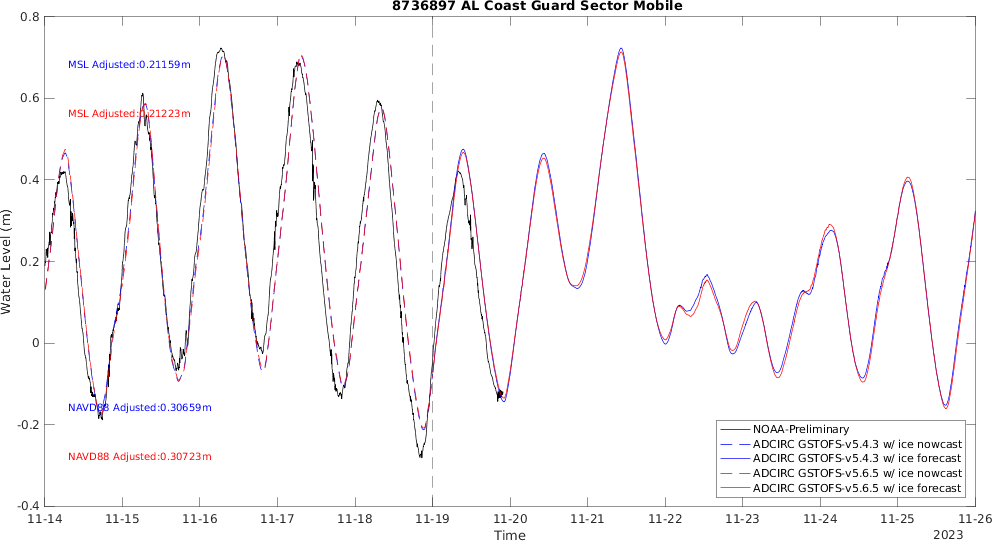 8736897 AL Coast Guard Sector Mobile
Water Level (m)
0.8
0.6
0.4
0.2
0
-0.2
-0.4
MSL Adjusted:0.21159m
MSL Adjusted:0.21223m
NAVD88 Adjusted:0.30659m
NAVD88 Adjusted:0.30723m
NOAA-Preliminary
ADCIRC GSTOFS-v5.4.3 w/ ice nowcast
ADCIRC GSTOFS-v5.4.3 w/ ice forecast
ADCIRC GSTOFS-v5.6.5 w/ ice nowcast
ADCIRC GSTOFS-v5.6.5 w/ ice forecast
11-14 11-15 11-16 11-17 11-18 11-19 11-20 11-21 11-22 11-23 11-24 11-25 11-26
Time
2023